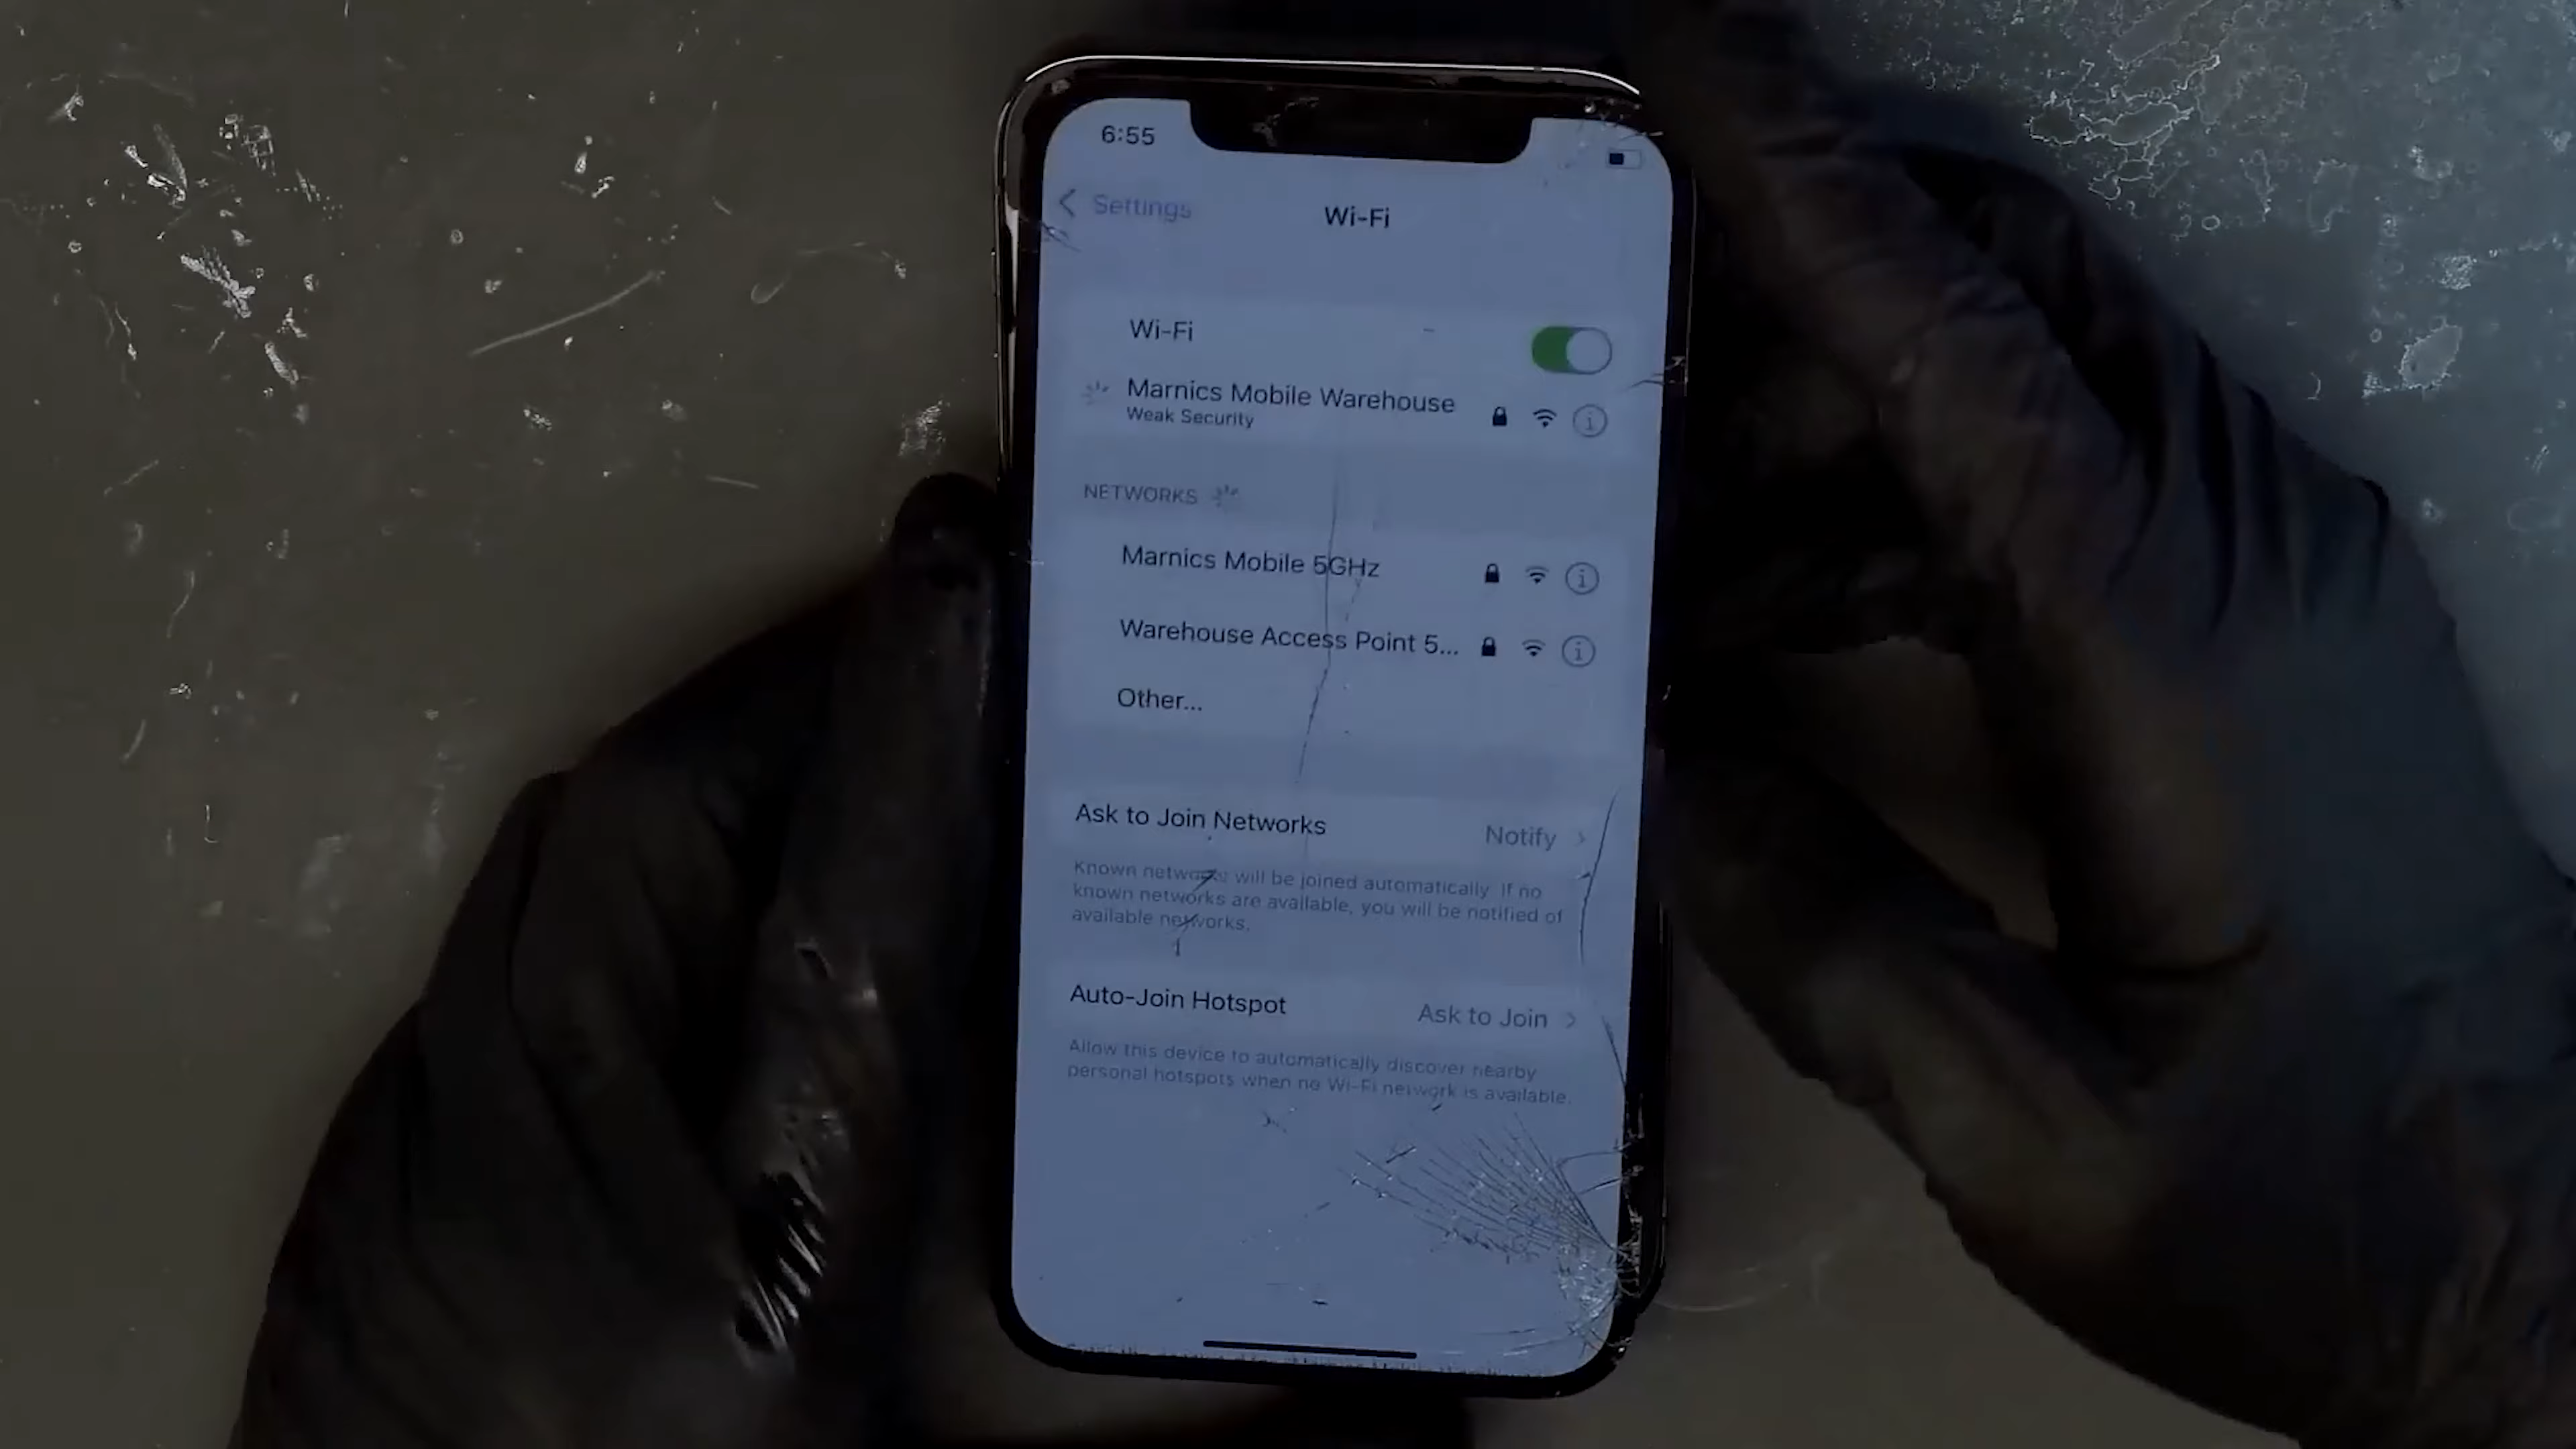 6:55
Settings
Wi-Fi
Wi-Fi
Marnics Mobile Warehouse
Weak Security
NETWORKS
Marnics Mobile 5GHz
Warehouse Access Point 5...
Other...
Ask to Join Networks
Notify
Known networks will be joined automatically. If no
known networks are available, you will be notified of
available networks.
Auto-Join Hotspot
Ask to Join
Allow this device to automatically discover nearby
personal hotspots when no Wi-Fi network is available.